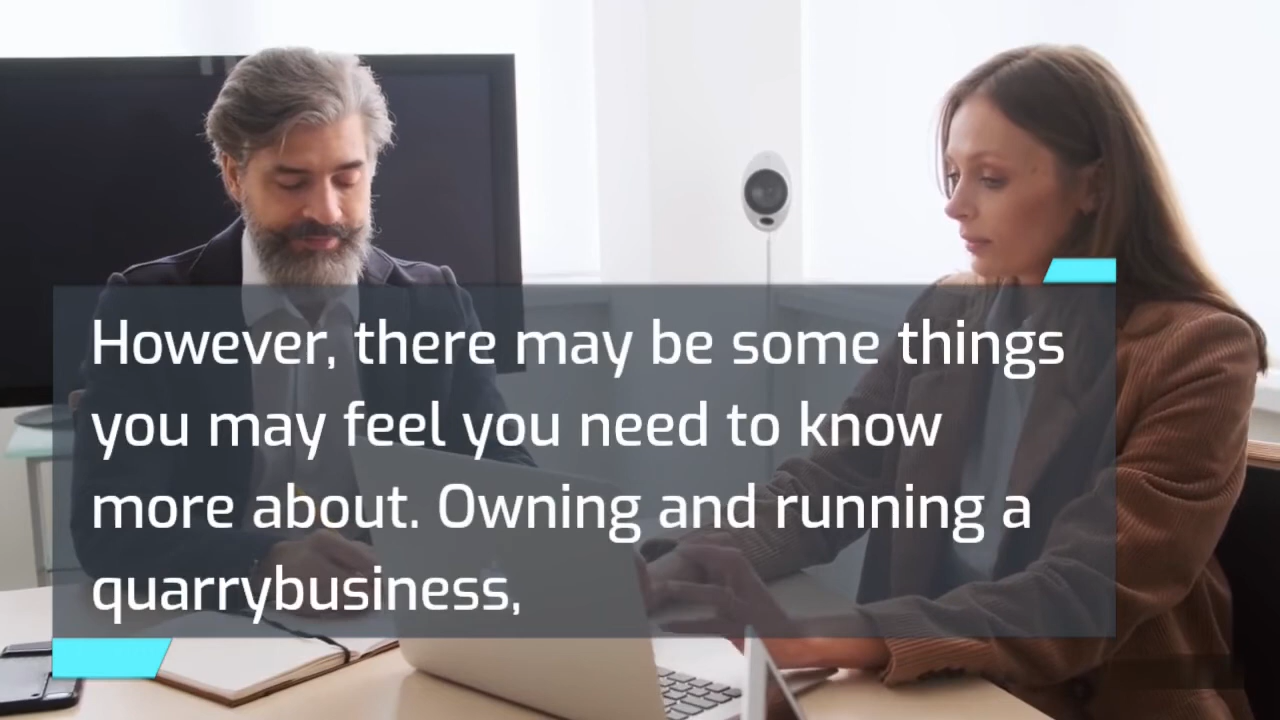 However, there may be some things
you may feel you need to know
more about. Owning and running a
quarrybusiness,